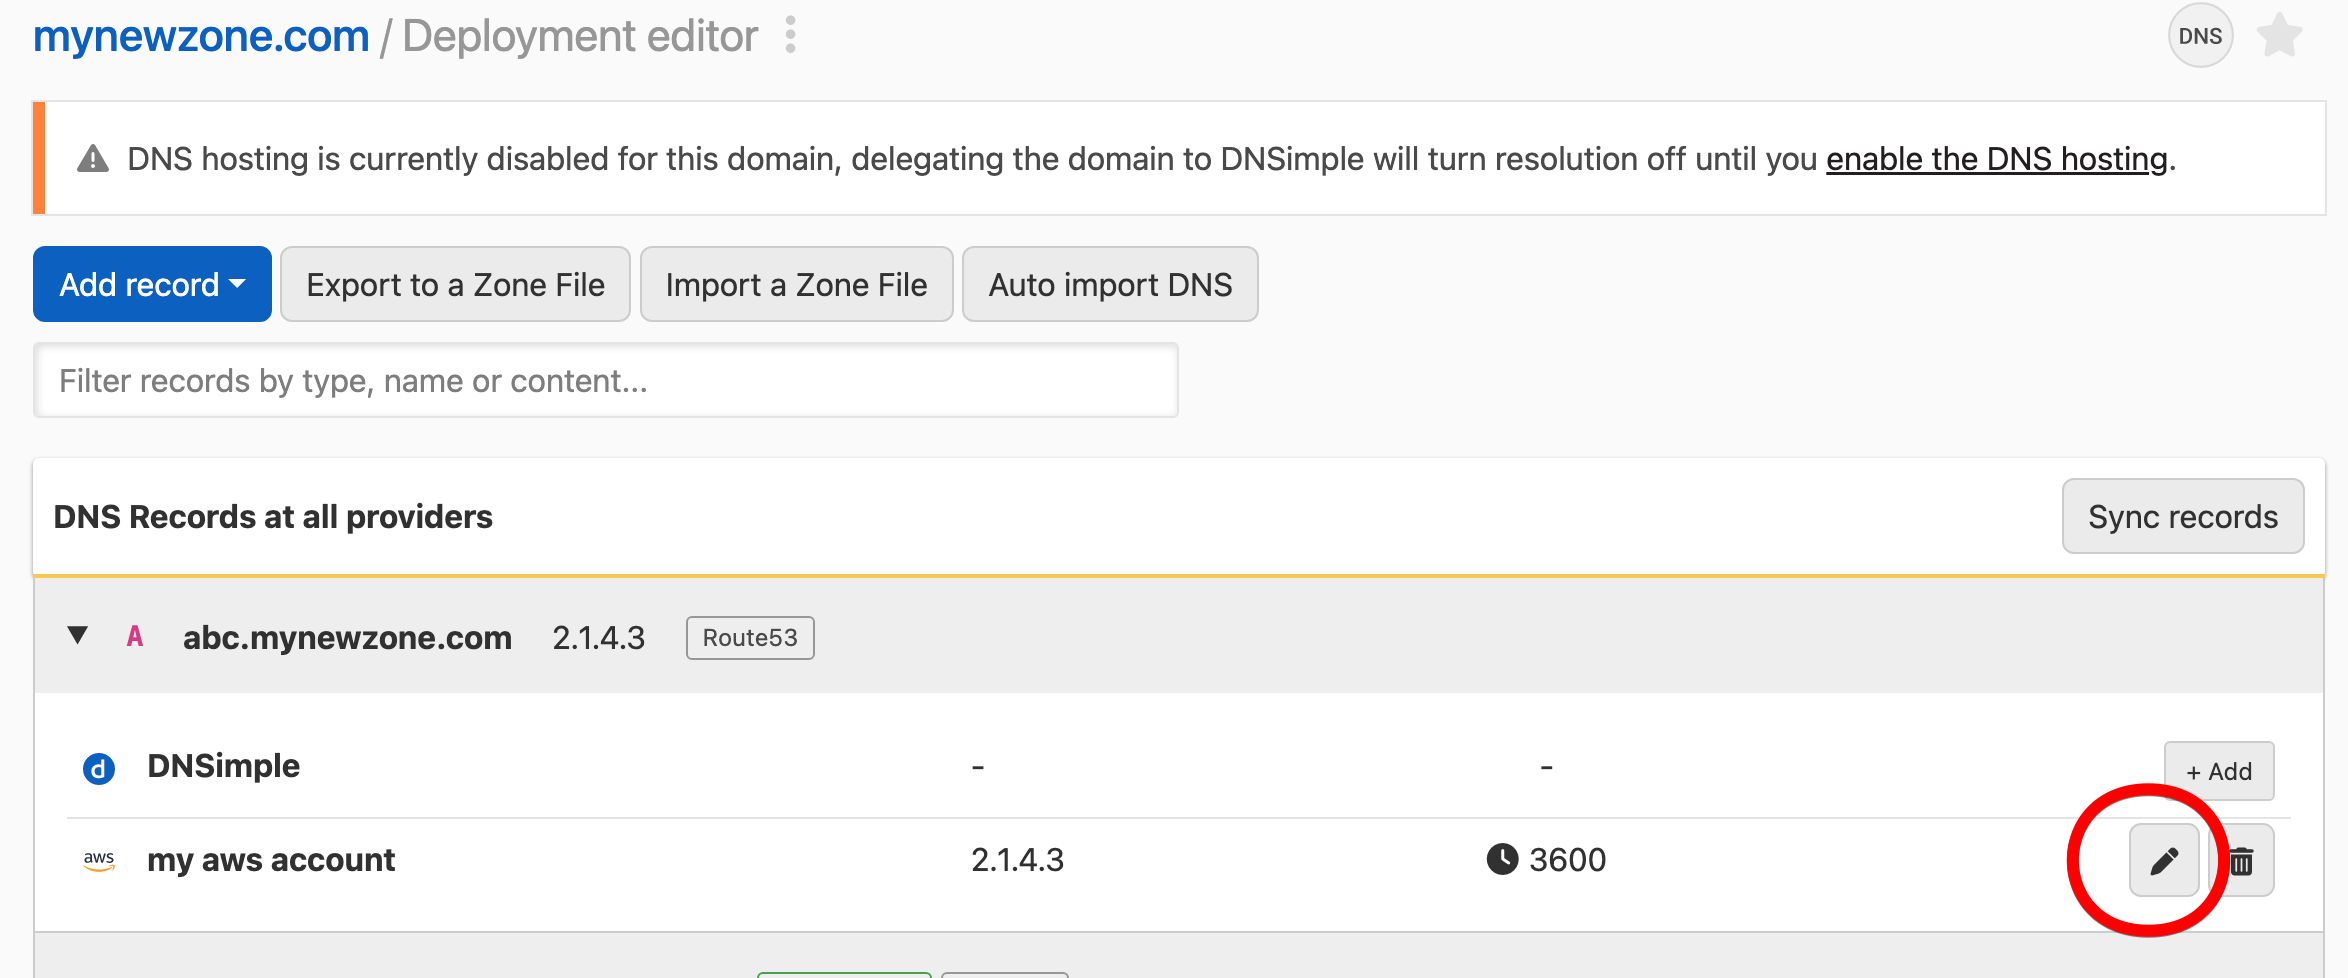 mynewzone.com / Deployment editor
DNS
DNS hosting is currently disabled for this domain, delegating the domain to DNSimple will turn resolution off until you enable the DNS hosting.
Add record Export to a Zone File Import a Zone File Auto import DNS
Filter records by type, name or content...
DNS Records at all providers Sync records
A abc.mynewzone.com 2.1.4.3 Route53
d DNSimple - - + Add
aws my aws account 2.1.4.3 3600